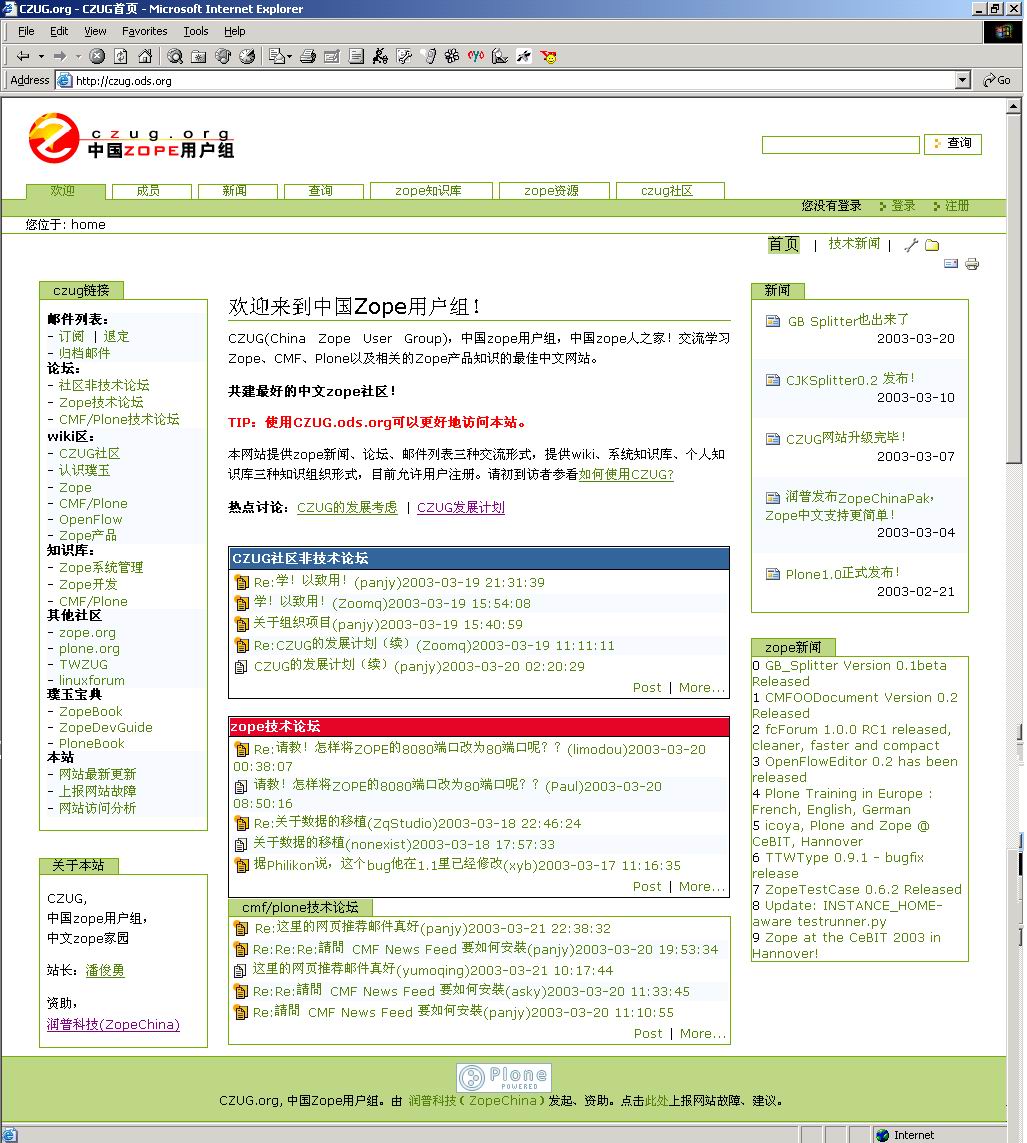 CZUG.org - CZUG首页 - Microsoft Internet Explorer
File Edit View Favorites Tools Help
Address http://czug.ods.org Go
czug.org
中国ZOPE用户组
查询
欢迎 成员 新闻 查询 zope知识库 zope资源 czug社区
您没有登录 登录 注册
您位于: home
首页 | 技术新闻 |
czug链接
邮件列表：
- 订阅 | 退定
- 归档邮件
论坛：
- 社区非技术论坛
- Zope技术论坛
- CMF/Plone技术论坛
wiki区：
- CZUG社区
- 认识璞玉
- Zope
- CMF/Plone
- OpenFlow
- Zope产品
知识库：
- Zope系统管理
- Zope开发
- CMF/Plone
其他社区
- zope.org
- plone.org
- TWZUG
- linuxforum
璞玉宝典
- ZopeBook
- ZopeDevGuide
- PloneBook
本站
- 网站最新更新
- 上报网站故障
- 网站访问分析
关于本站
CZUG,
中国zope用户组，
中文zope家园
站长：潘俊勇
资助，
润普科技(ZopeChina)
欢迎来到中国Zope用户组！
CZUG(China Zope User Group)，中国zope用户组，中国zope人之家！交流学习
Zope、CMF、Plone以及相关的Zope产品知识的最佳中文网站。
共建最好的中文zope社区！
TIP：使用CZUG.ods.org可以更好地访问本站。
本网站提供zope新闻、论坛、邮件列表三种交流形式，提供wiki、系统知识库、个人知
识库三种知识组织形式，目前允许用户注册。请初到访者参看如何使用CZUG?
热点讨论：CZUG的发展考虑 | CZUG发展计划
CZUG社区非技术论坛
Re:学！以致用！(panjy)2003-03-19 21:31:39
学！以致用！(Zoomq)2003-03-19 15:54:08
关于组织项目(panjy)2003-03-19 15:40:59
Re:CZUG的发展计划（续）(Zoomq)2003-03-19 11:11:11
CZUG的发展计划（续）(panjy)2003-03-20 02:20:29
Post | More...
zope技术论坛
Re:请教！怎样将ZOPE的8080端口改为80端口呢？？(limodou)2003-03-20
00:38:07
请教！怎样将ZOPE的8080端口改为80端口呢？？(Paul)2003-03-20
08:50:16
Re:关于数据的移植(ZqStudio)2003-03-18 22:46:24
关于数据的移植(nonexist)2003-03-18 17:57:33
据Philikon说，这个bug他在1.1里已经修改(xyb)2003-03-17 11:16:35
Post | More...
cmf/plone技术论坛
Re:这里的网页推荐邮件真好(panjy)2003-03-21 22:38:32
Re:Re:Re:請問 CMF News Feed 要如何安裝(panjy)2003-03-20 19:53:34
这里的网页推荐邮件真好(yumoqing)2003-03-21 10:17:44
Re:Re:請問 CMF News Feed 要如何安裝(asky)2003-03-20 11:33:45
Re:請問 CMF News Feed 要如何安裝(panjy)2003-03-20 11:10:55
Post | More...
新闻
GB Splitter也出来了
2003-03-20
CJKSplitter0.2 发布！
2003-03-10
CZUG网站升级完毕！
2003-03-07
润普发布ZopeChinaPak，
Zope中文支持更简单！
2003-03-04
Plone1.0正式发布！
2003-02-21
zope新闻
0 GB_Splitter Version 0.1beta
Released
1 CMFOODocument Version 0.2
Released
2 fcForum 1.0.0 RC1 released,
cleaner, faster and compact
3 OpenFlowEditor 0.2 has been
released
4 Plone Training in Europe :
French, English, German
5 icoya, Plone and Zope @
CeBIT, Hannover
6 TTWType 0.9.1 - bugfix
release
7 ZopeTestCase 0.6.2 Released
8 Update: INSTANCE_HOME-
aware testrunner.py
9 Zope at the CeBIT 2003 in
Hannover!
Plone
POWERED
CZUG.org, 中国Zope用户组。由 润普科技（ZopeChina）发起、资助。点击此处上报网站故障、建议。
Internet